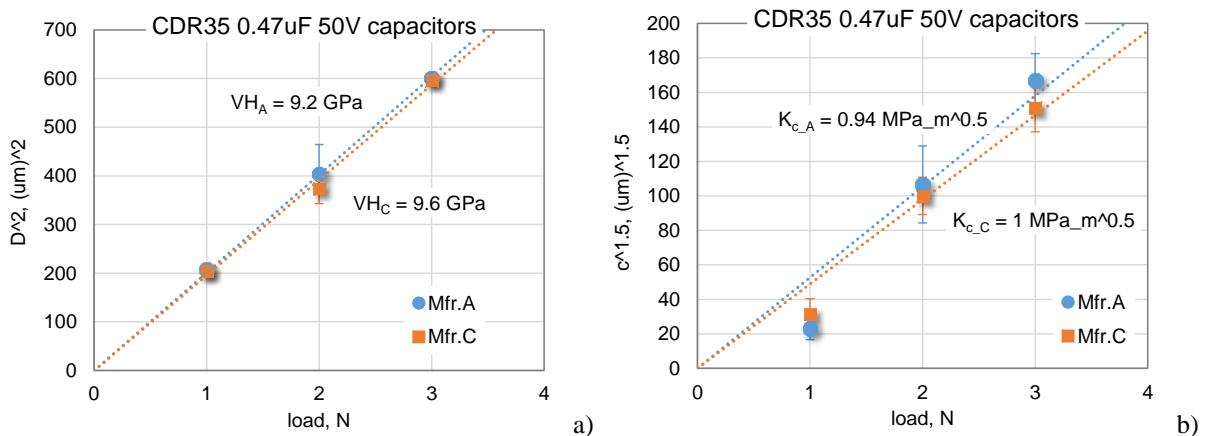 CDR35 0.47uF 50V capacitors
D^2, (um)^2
700
600
500
400
300
200
100
0
VH_A = 9.2 GPa
VH_C = 9.6 GPa
Mfr.A
Mfr.C
0 1 2 3 4
load, N
a)
CDR35 0.47uF 50V capacitors
c^1.5, (um)^1.5
200
180
160
140
120
100
80
60
40
20
0
K_c_A = 0.94 MPa_m^0.5
K_c_C = 1 MPa_m^0.5
Mfr.A
Mfr.C
0 1 2 3 4
load, N
b)